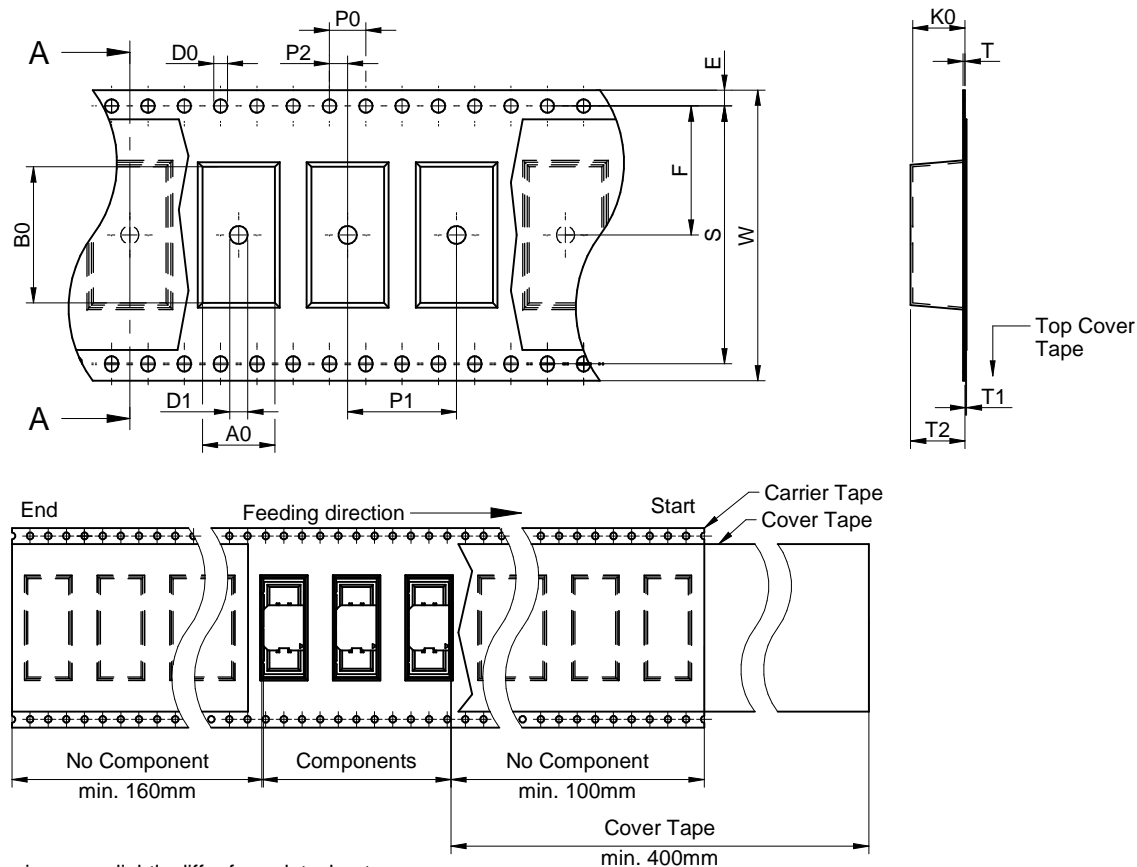 A
D0
P2
P0
E
K0
T
B0
F
S
W
Top Cover
Tape
A
D1
A0
P1
T1
T2
End
Feeding direction
Start
Carrier Tape
Cover Tape
No Component
min. 160mm
Components
No Component
min. 100mm
Cover Tape
min. 400mm